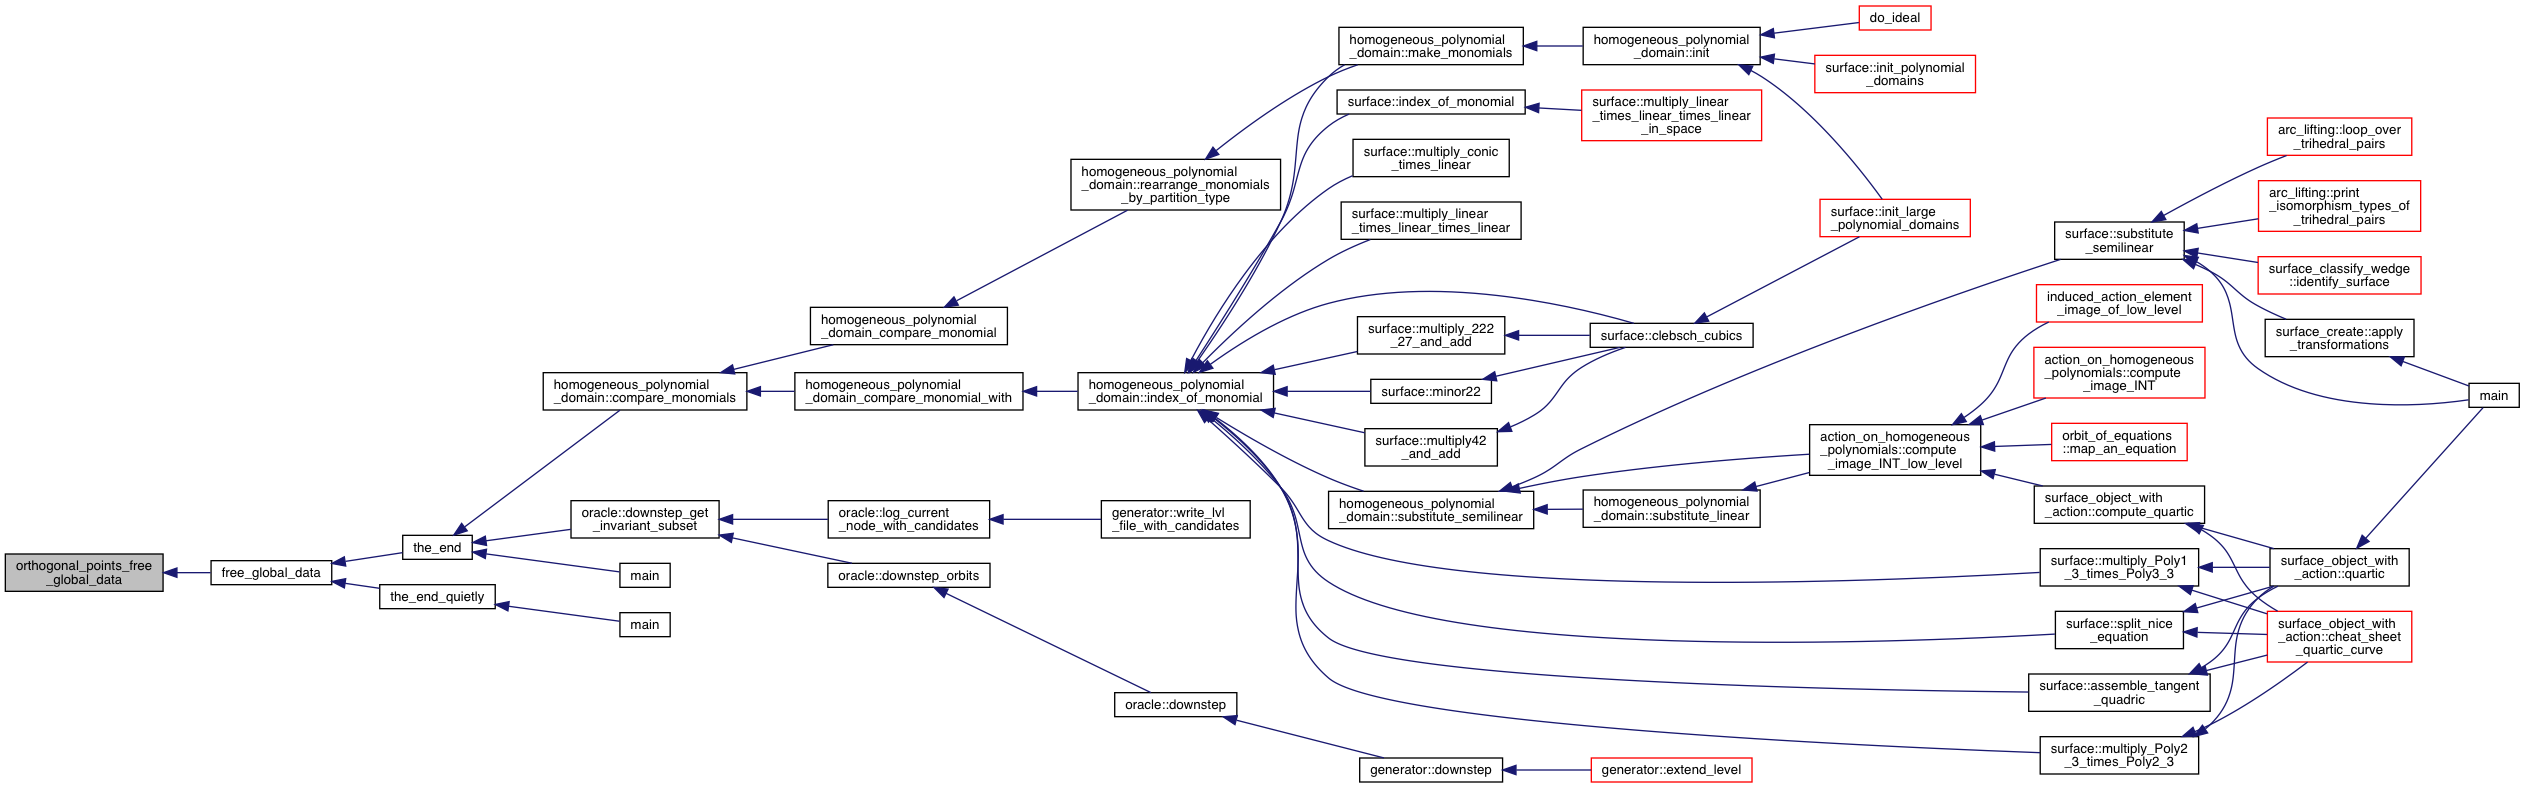 orthogonal_points_free
_global_data
free_global_data
the_end
the_end_quietly
homogeneous_polynomial
_domain::compare_monomials
oracle::downstep_get
_invariant_subset
main
main
homogeneous_polynomial
_domain_compare_monomial
homogeneous_polynomial
_domain_compare_monomial_with
oracle::log_current
_node_with_candidates
oracle::downstep_orbits
homogeneous_polynomial
_domain::rearrange_monomials
_by_partition_type
homogeneous_polynomial
_domain::index_of_monomial
generator::write_lvl
_file_with_candidates
oracle::downstep
homogeneous_polynomial
_domain::make_monomials
surface::index_of_monomial
surface::multiply_conic
_times_linear
surface::multiply_linear
_times_linear_times_linear
surface::multiply_222
_27_and_add
surface::minor22
surface::multiply42
_and_add
homogeneous_polynomial
_domain::substitute_semilinear
generator::downstep
homogeneous_polynomial
_domain::init
surface::multiply_linear
_times_linear_times_linear
_in_space
surface::clebsch_cubics
homogeneous_polynomial
_domain::substitute_linear
generator::extend_level
do_ideal
surface::init_polynomial
_domains
surface::init_large
_polynomial_domains
action_on_homogeneous
_polynomials::compute
_image_INT_low_level
surface::substitute
_semilinear
induced_action_element
_image_of_low_level
action_on_homogeneous
_polynomials::compute
_image_INT
orbit_of_equations
::map_an_equation
surface_object_with
_action::compute_quartic
surface::multiply_Poly1
_3_times_Poly3_3
surface::split_nice
_equation
surface::assemble_tangent
_quadric
surface::multiply_Poly2
_3_times_Poly2_3
arc_lifting::loop_over
_trihedral_pairs
arc_lifting::print
_isomorphism_types_of
_trihedral_pairs
surface_classify_wedge
::identify_surface
surface_create::apply
_transformations
surface_object_with
_action::quartic
surface_object_with
_action::cheat_sheet
_quartic_curve
main